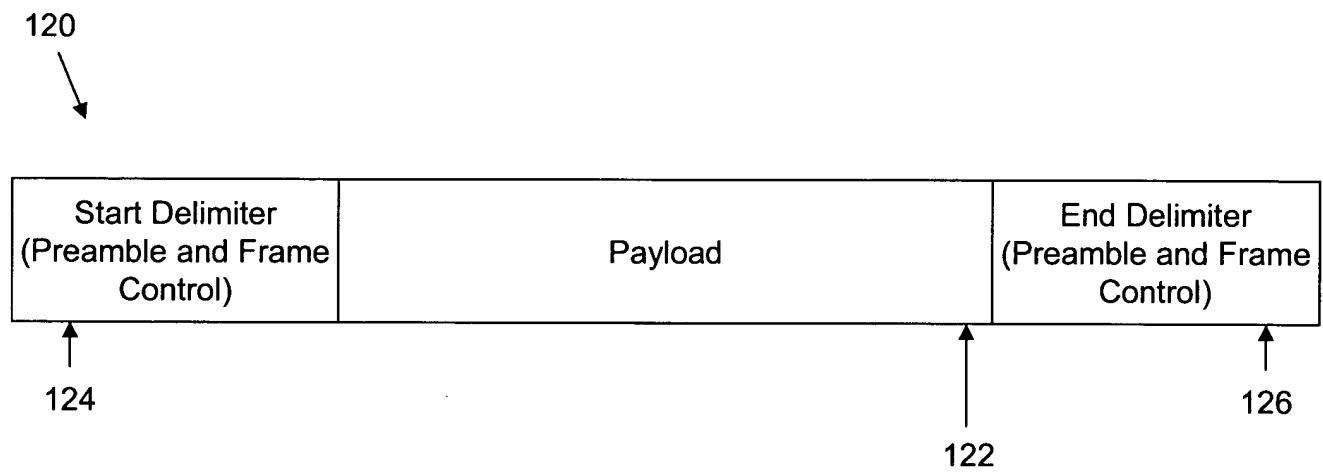 120
Start Delimiter
(Preamble and Frame
Control)
Payload
End Delimiter
(Preamble and Frame
Control)
124
122
126